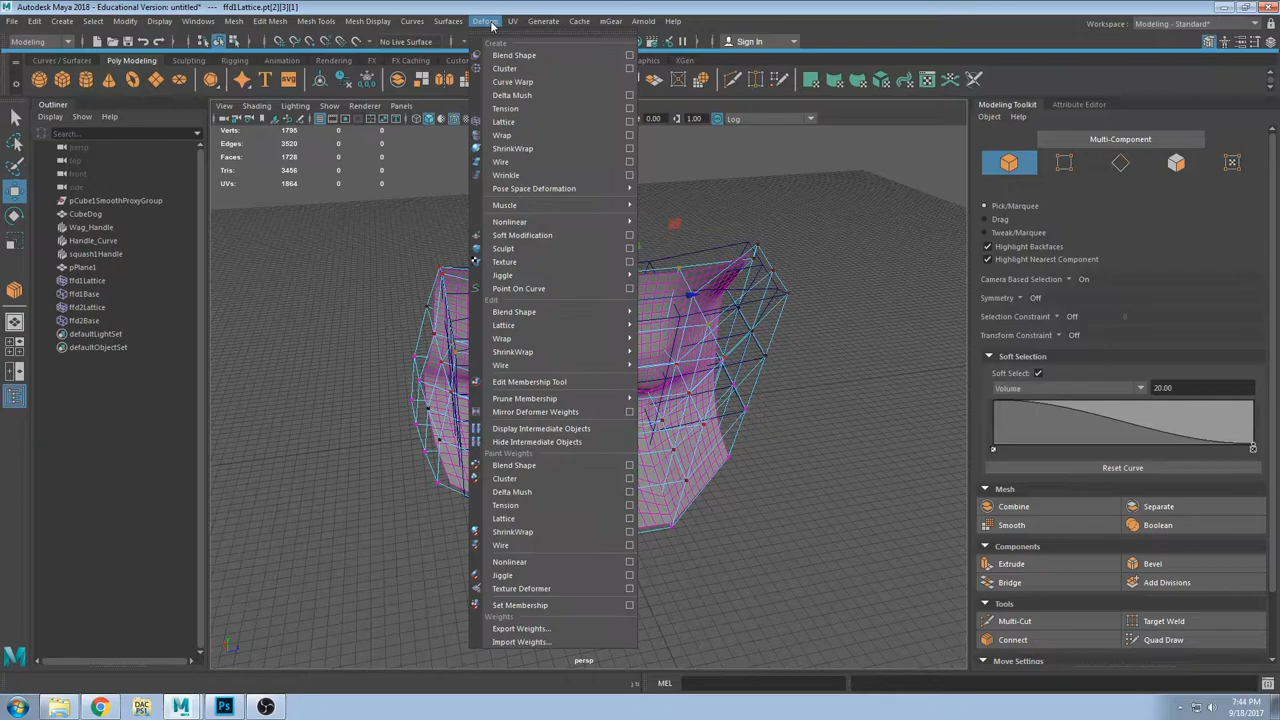 Autodesk Maya 2018 - Educational Version: untitled* --- ffd1Lattice.pt[2][3][1]
File Edit Create Select Modify Display Windows Mesh Edit Mesh Mesh Tools Mesh Display Curves Surfaces Deform UV Generate Cache mGear Arnold Help
Workspace : Modeling - Standard*
Modeling No Live Surface Sign In
Curves / Surfaces Poly Modeling Sculpting Rigging Animation Rendering FX FX Caching XGen
Outliner
Display Show Help
Search...
persp
top
front
side
pCube1SmoothProxyGroup
CubeDog
Wag_Handle
Handle_Curve
squash1Handle
pPlane1
ffd1Lattice
ffd1Base
ffd2Lattice
ffd2Base
defaultLightSet
defaultObjectSet
View Shading Lighting Show Renderer Panels
0.00 1.00 Log
Verts: 1795 0 0
Edges: 3520 0 0
Faces: 1728 0 0
Tris: 3456 0 0
UVs: 1864 0 0
Create
Blend Shape
Cluster
Curve Warp
Delta Mush
Tension
Lattice
Wrap
ShrinkWrap
Wire
Wrinkle
Pose Space Deformation
Muscle
Nonlinear
Soft Modification
Sculpt
Texture
Jiggle
Point On Curve
Edit
Blend Shape
Lattice
Wrap
ShrinkWrap
Wire
Edit Membership Tool
Prune Membership
Mirror Deformer Weights
Display Intermediate Objects
Hide Intermediate Objects
Paint Weights
Blend Shape
Cluster
Delta Mush
Tension
Lattice
ShrinkWrap
Wire
Nonlinear
Jiggle
Texture Deformer
Set Membership
Weights
Export Weights...
Import Weights...
persp
Modeling Toolkit Attribute Editor
Object Help
Multi-Component
Pick/Marquee
Drag
Tweak/Marquee
Highlight Backfaces
Highlight Nearest Component
Camera Based Selection On
Symmetry Off
Selection Constraint Off
Transform Constraint Off
Soft Selection
Soft Select:
Volume 20.00
Reset Curve
Mesh
Combine Separate
Smooth Boolean
Components
Extrude Bevel
Bridge Add Divisions
Tools
Multi-Cut Target Weld
Connect Quad Draw
Move Settings
MEL
7:44 PM
9/18/2017